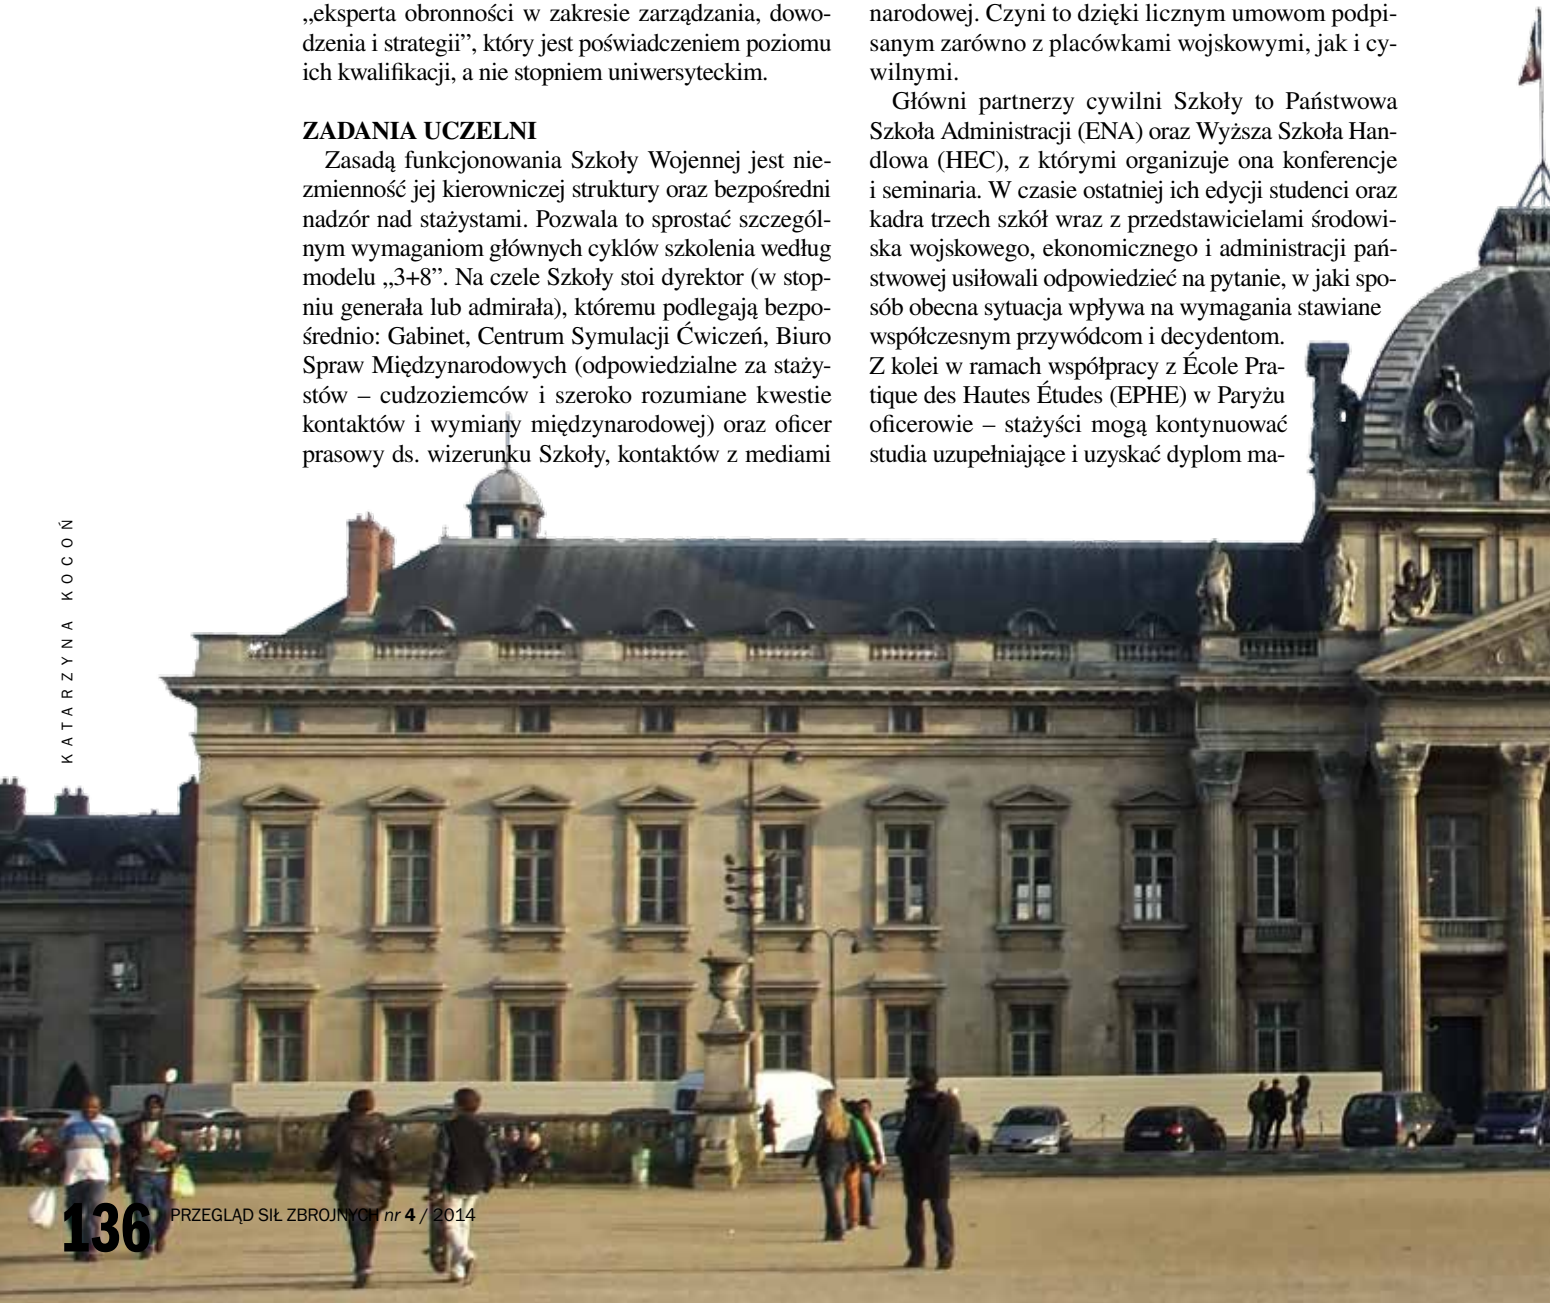 „eksperta obronności w zakresie zarządzania, dowo-
dzenia i strategii”, który jest poświadczeniem poziomu
ich kwalifikacji, a nie stopniem uniwersyteckim.
ZADANIA UCZELNI
Zasadą funkcjonowania Szkoły Wojennej jest nie-
zmienność jej kierowniczej struktury oraz bezpośredni
nadzór nad stażystami. Pozwala to sprostać szczegól-
nym wymaganiom głównych cyklów szkolenia według
modelu „3+8”. Na czele Szkoły stoi dyrektor (w stop-
niu generała lub admirała), któremu podlegają bezpo-
średnio: Gabinet, Centrum Symulacji Ćwiczeń, Biuro
Spraw Międzynarodowych (odpowiedzialne za staży-
stów – cudzoziemców i szeroko rozumiane kwestie
kontaktów i wymiany międzynarodowej) oraz oficer
prasowy ds. wizerunku Szkoły, kontaktów z mediami
narodowej. Czyni to dzięki licznym umowom podpi-
sanym zarówno z placówkami wojskowymi, jak i cy-
wilnymi.
Główni partnerzy cywilni Szkoły to Państwowa
Szkoła Administracji (ENA) oraz Wyższa Szkoła Han-
dlowa (HEC), z którymi organizuje ona konferencje
i seminaria. W czasie ostatniej ich edycji studenci oraz
kadra trzech szkół wraz z przedstawicielami środowi-
ska wojskowego, ekonomicznego i administracji pań-
stwowej usiłowali odpowiedzieć na pytanie, w jaki spo-
sób obecna sytuacja wpływa na wymagania stawiane
współczesnym przywódcom i decydentom.
Z kolei w ramach współpracy z École Pra-
tique des Hautes Études (EPHE) w Paryżu
oficerowie – stażyści mogą kontynuować
studia uzupełniające i uzyskać dyplom ma-
KATARZYNA KOCOŃ
136 PRZEGLĄD SIŁ ZBROJNYCH nr 4 / 2014